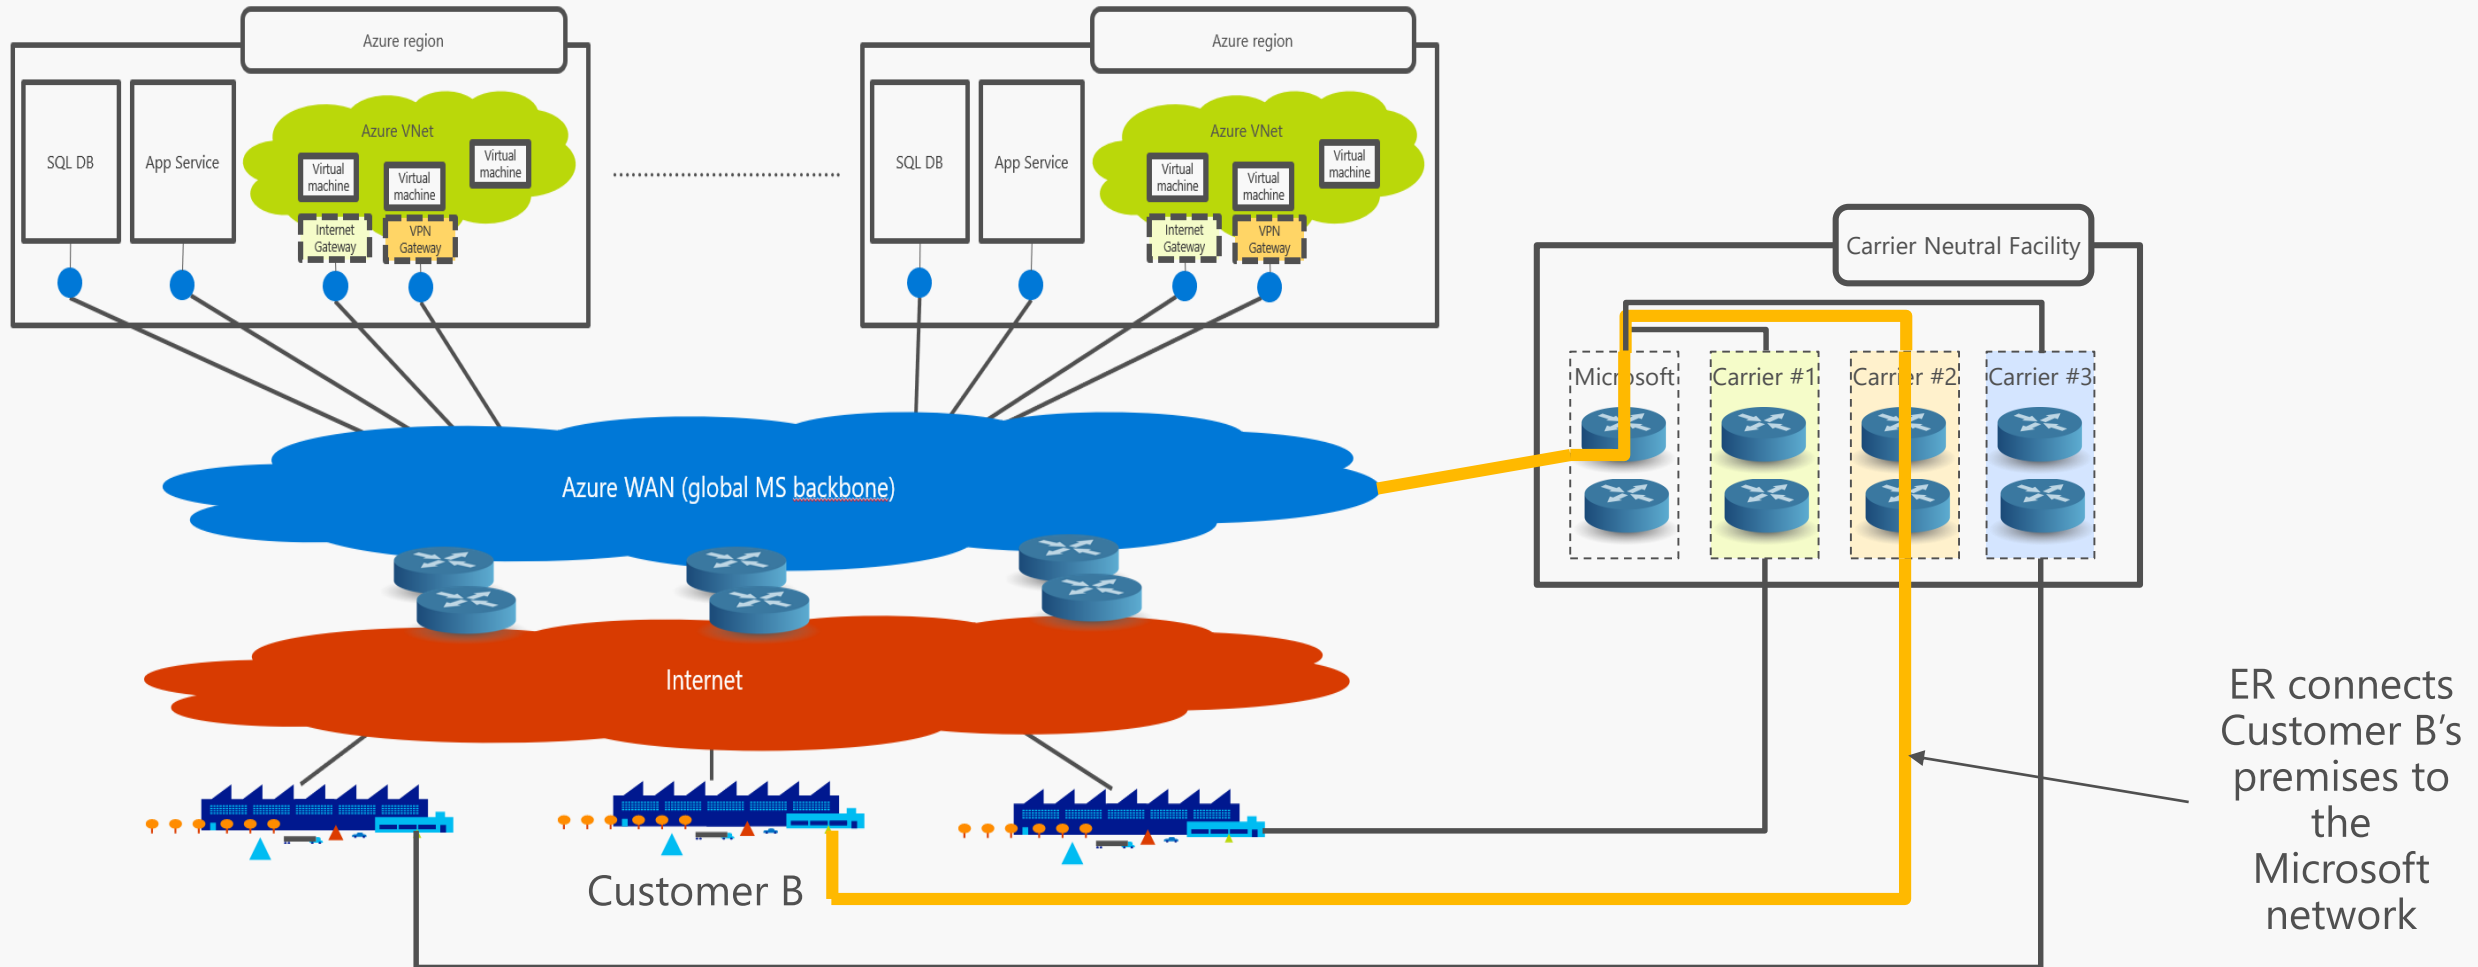 Azure region
SQL DB
App Service
Azure VNet
Virtual
machine
Virtual
machine
Virtual
machine
Internet
Gateway
VPN
Gateway
Azure region
SQL DB
App Service
Azure VNet
Virtual
machine
Virtual
machine
Virtual
machine
Internet
Gateway
VPN
Gateway
Carrier Neutral Facility
Microsoft
Carrier #1
Carrier #2
Carrier #3
Azure WAN (global MS backbone)
Internet
Customer B
ER connects
Customer B’s
premises to
the
Microsoft
network